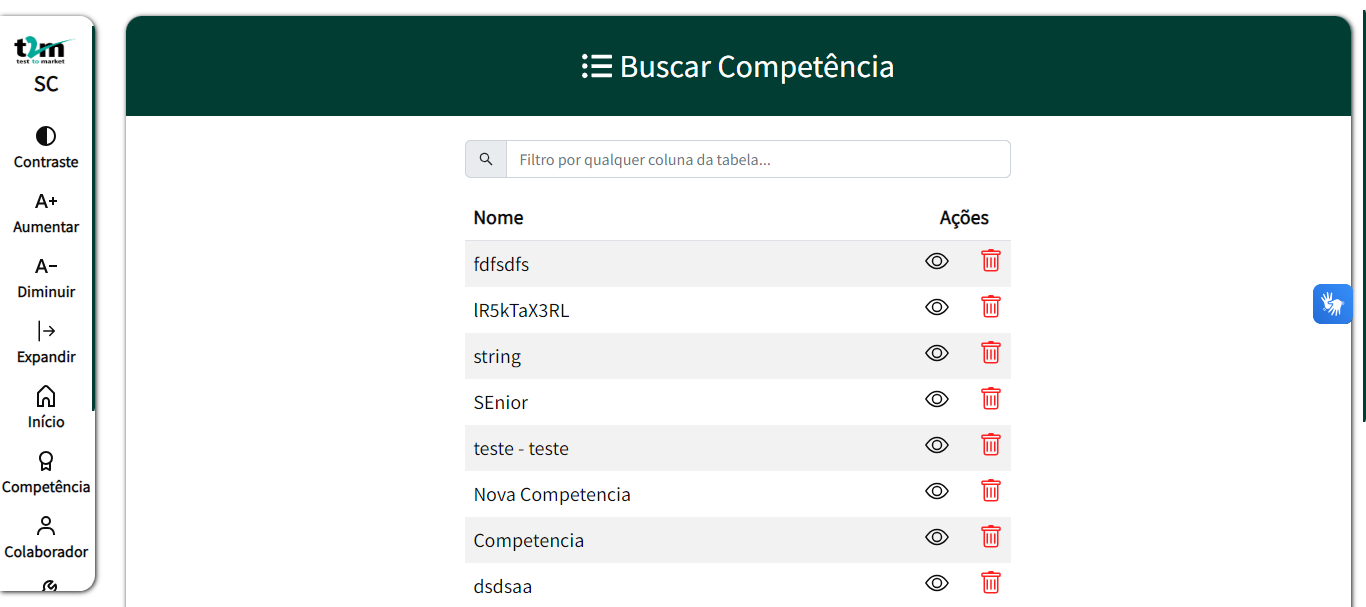 t2m
test to market
SC
Contraste
A+
Aumentar
A-
Diminuir
Expandir
Início
Competência
Colaborador
Buscar Competência
Filtro por qualquer coluna da tabela...
Nome Ações
fdfsdfs
lR5kTaX3RL
string
SEnior
teste - teste
Nova Competencia
Competencia
dsdsaa